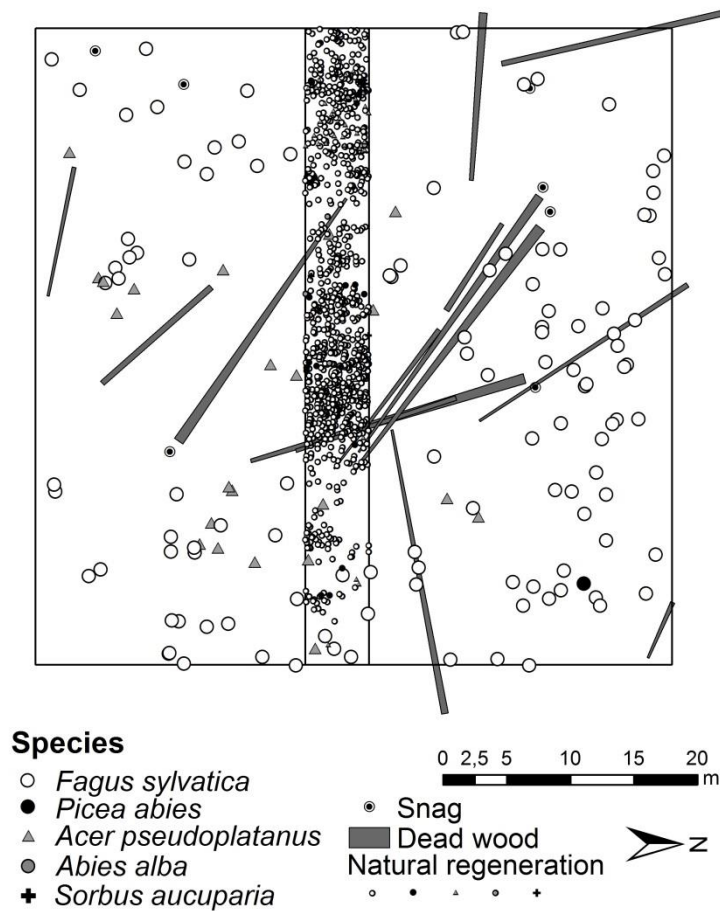 Species
Fagus sylvatica
Picea abies
Acer pseudoplatanus
Abies alba
Sorbus aucuparia
0 2,5 5 10 15 20
m
Snag
Dead wood
Natural regeneration
N